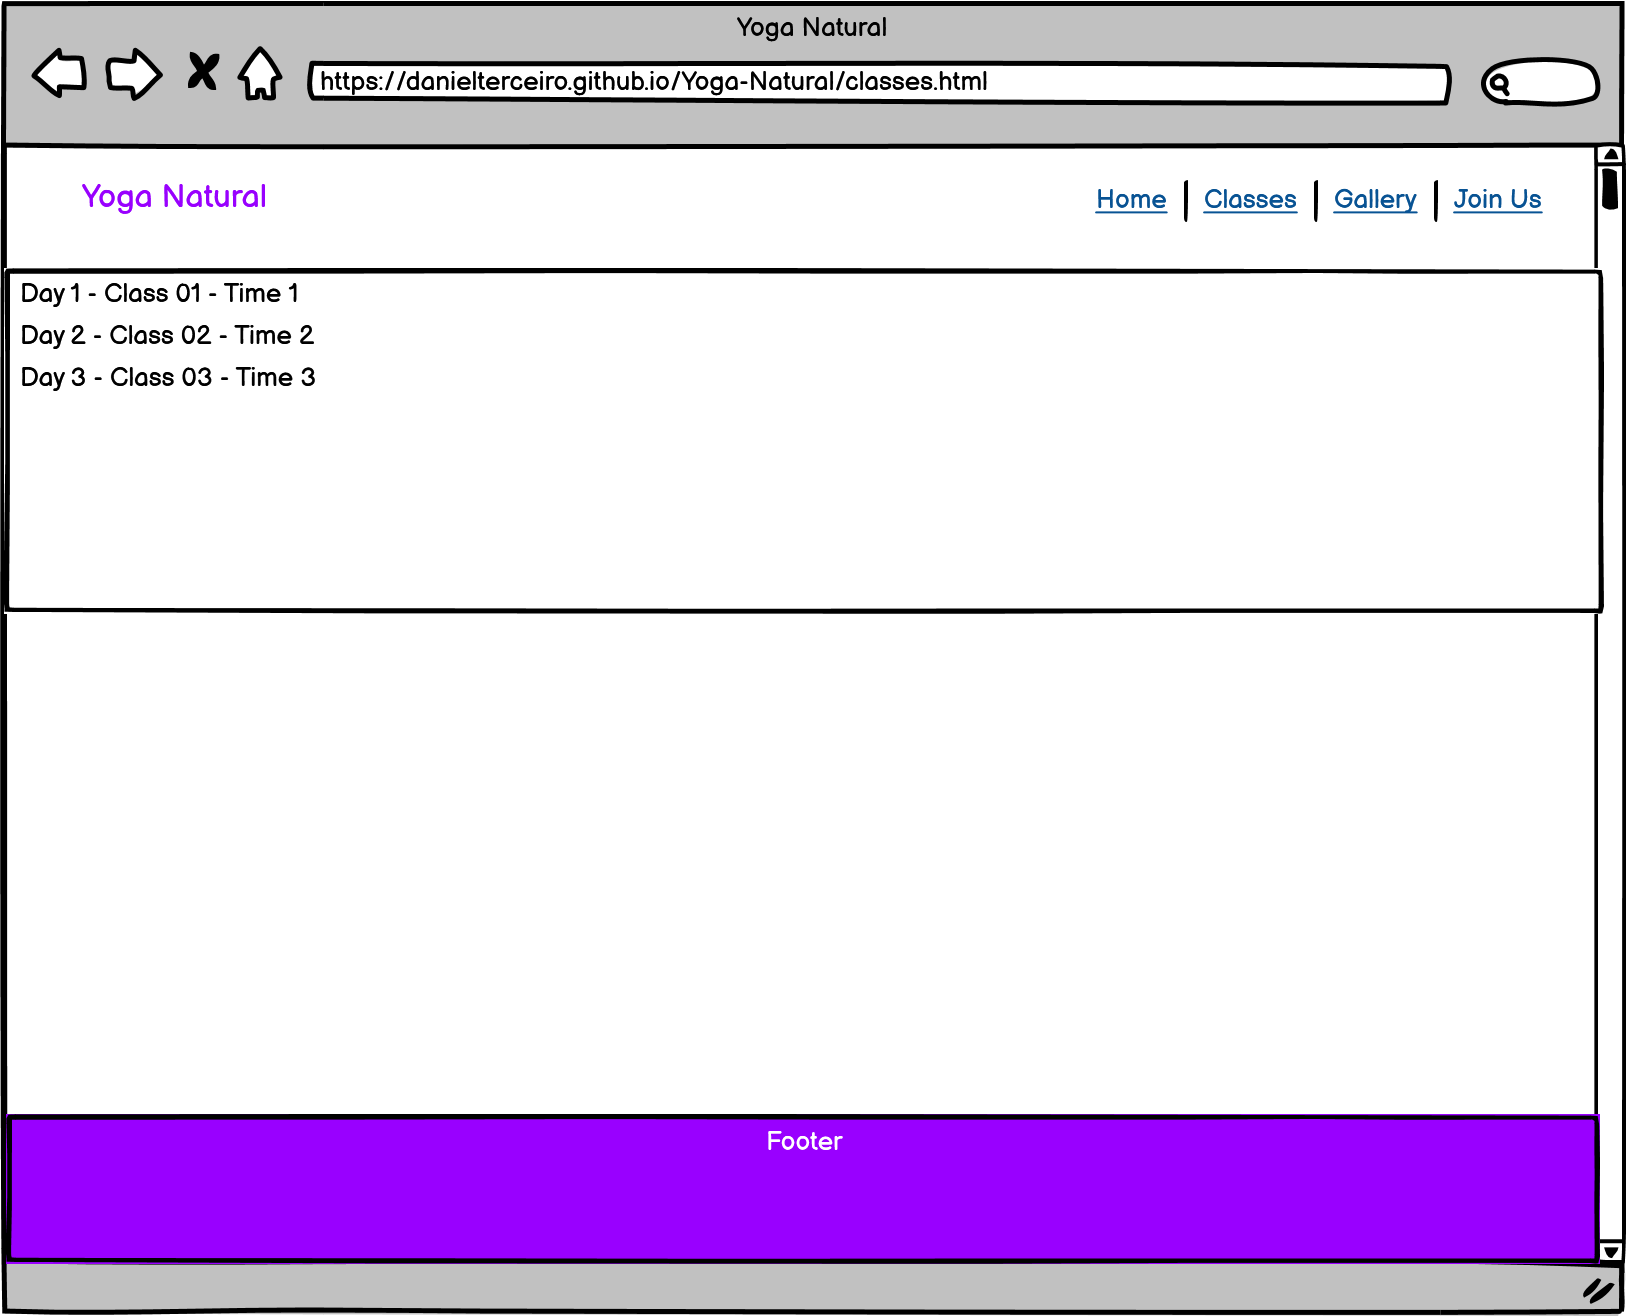 Yoga Natural
https://danielterceiro.github.io/Yoga-Natural/classes.html
Yoga Natural
Home Classes Gallery Join Us
Day 1 - Class 01 - Time 1
Day 2 - Class 02 - Time 2
Day 3 - Class 03 - Time 3
Footer